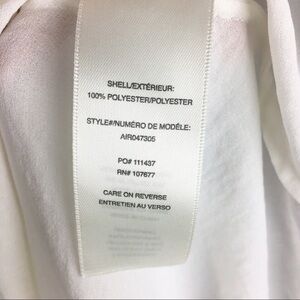 SHELL/EXTÉRIEUR:
100% POLYESTER/POLYESTER
STYLE#/NUMÉRO DE MODÈLE:
AIR047305
PO# 111437
RN# 107677
CARE ON REVERSE
ENTRETIEN AU VERSO